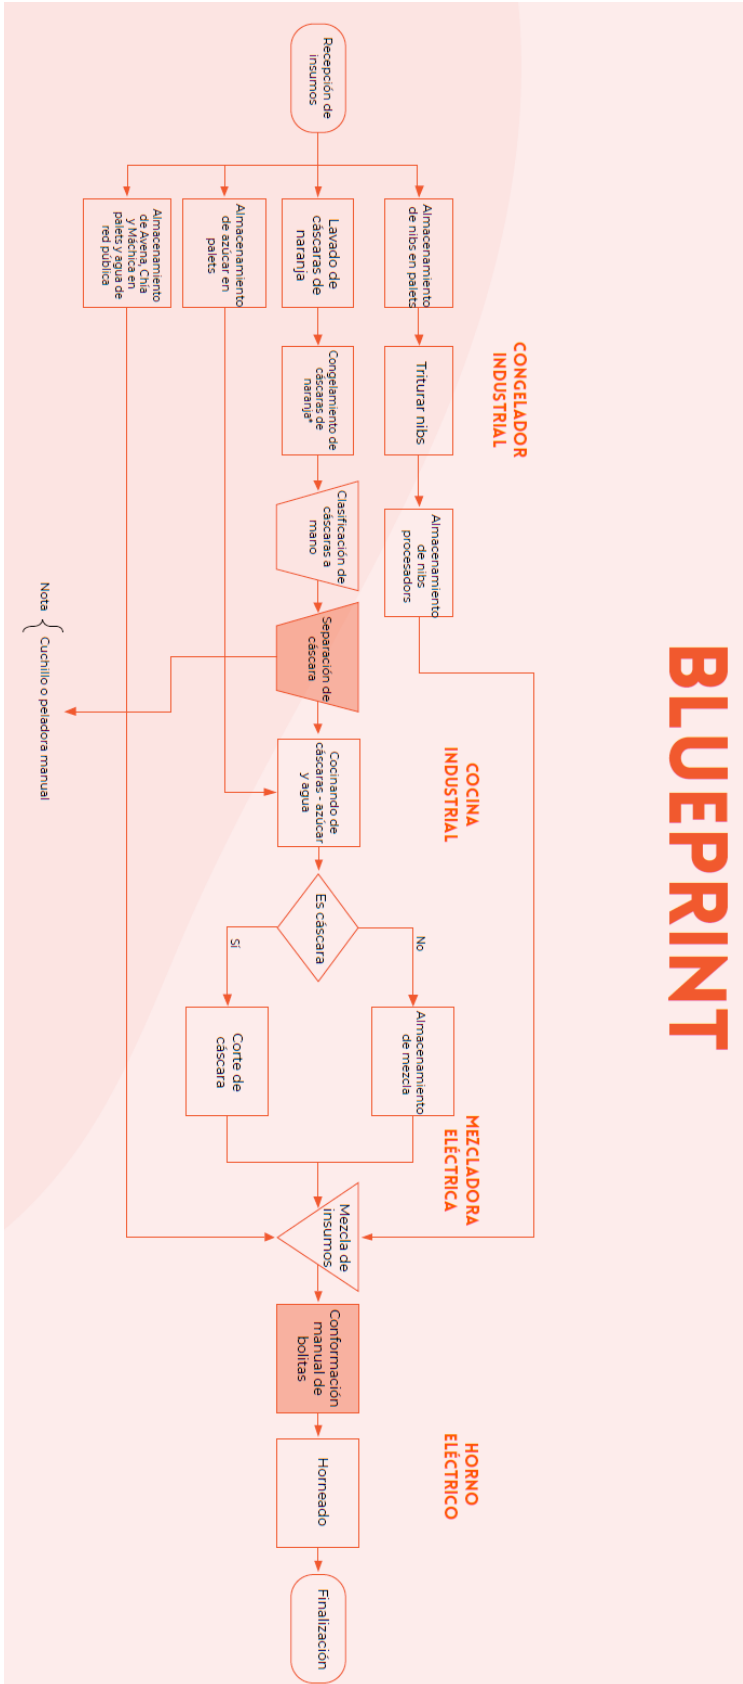 BLUEPRINT
CONGELADOR
INDUSTRIAL
COCINA
INDUSTRIAL
MEZCLADORA
ELÉCTRICA
HORNO
ELÉCTRICO
Recepción de
insumos
Almacenamiento
de nibs en palets
Triturar nibs
Almacenamiento
de nibs
procesadors
Lavado de
cáscaras de
naranja
Congelamiento de
cáscaras de
naranja*
Clasificación de
cáscaras a
mano
Separación de
cáscara
Cocinando de
cáscaras - azúcar
y agua
Es cáscara
No
Almacenamiento
de mezcla
Sí
Corte de
cáscara
Mezcla de
insumos
Conformación
manual de
bolitas
Horneado
Finalización
Almacenamiento
de azúcar en
palets
Almacenamiento
de Avena, Chía
y Máchica en
palets y agua de
red pública
Nota
Cuchillo o peladora manual